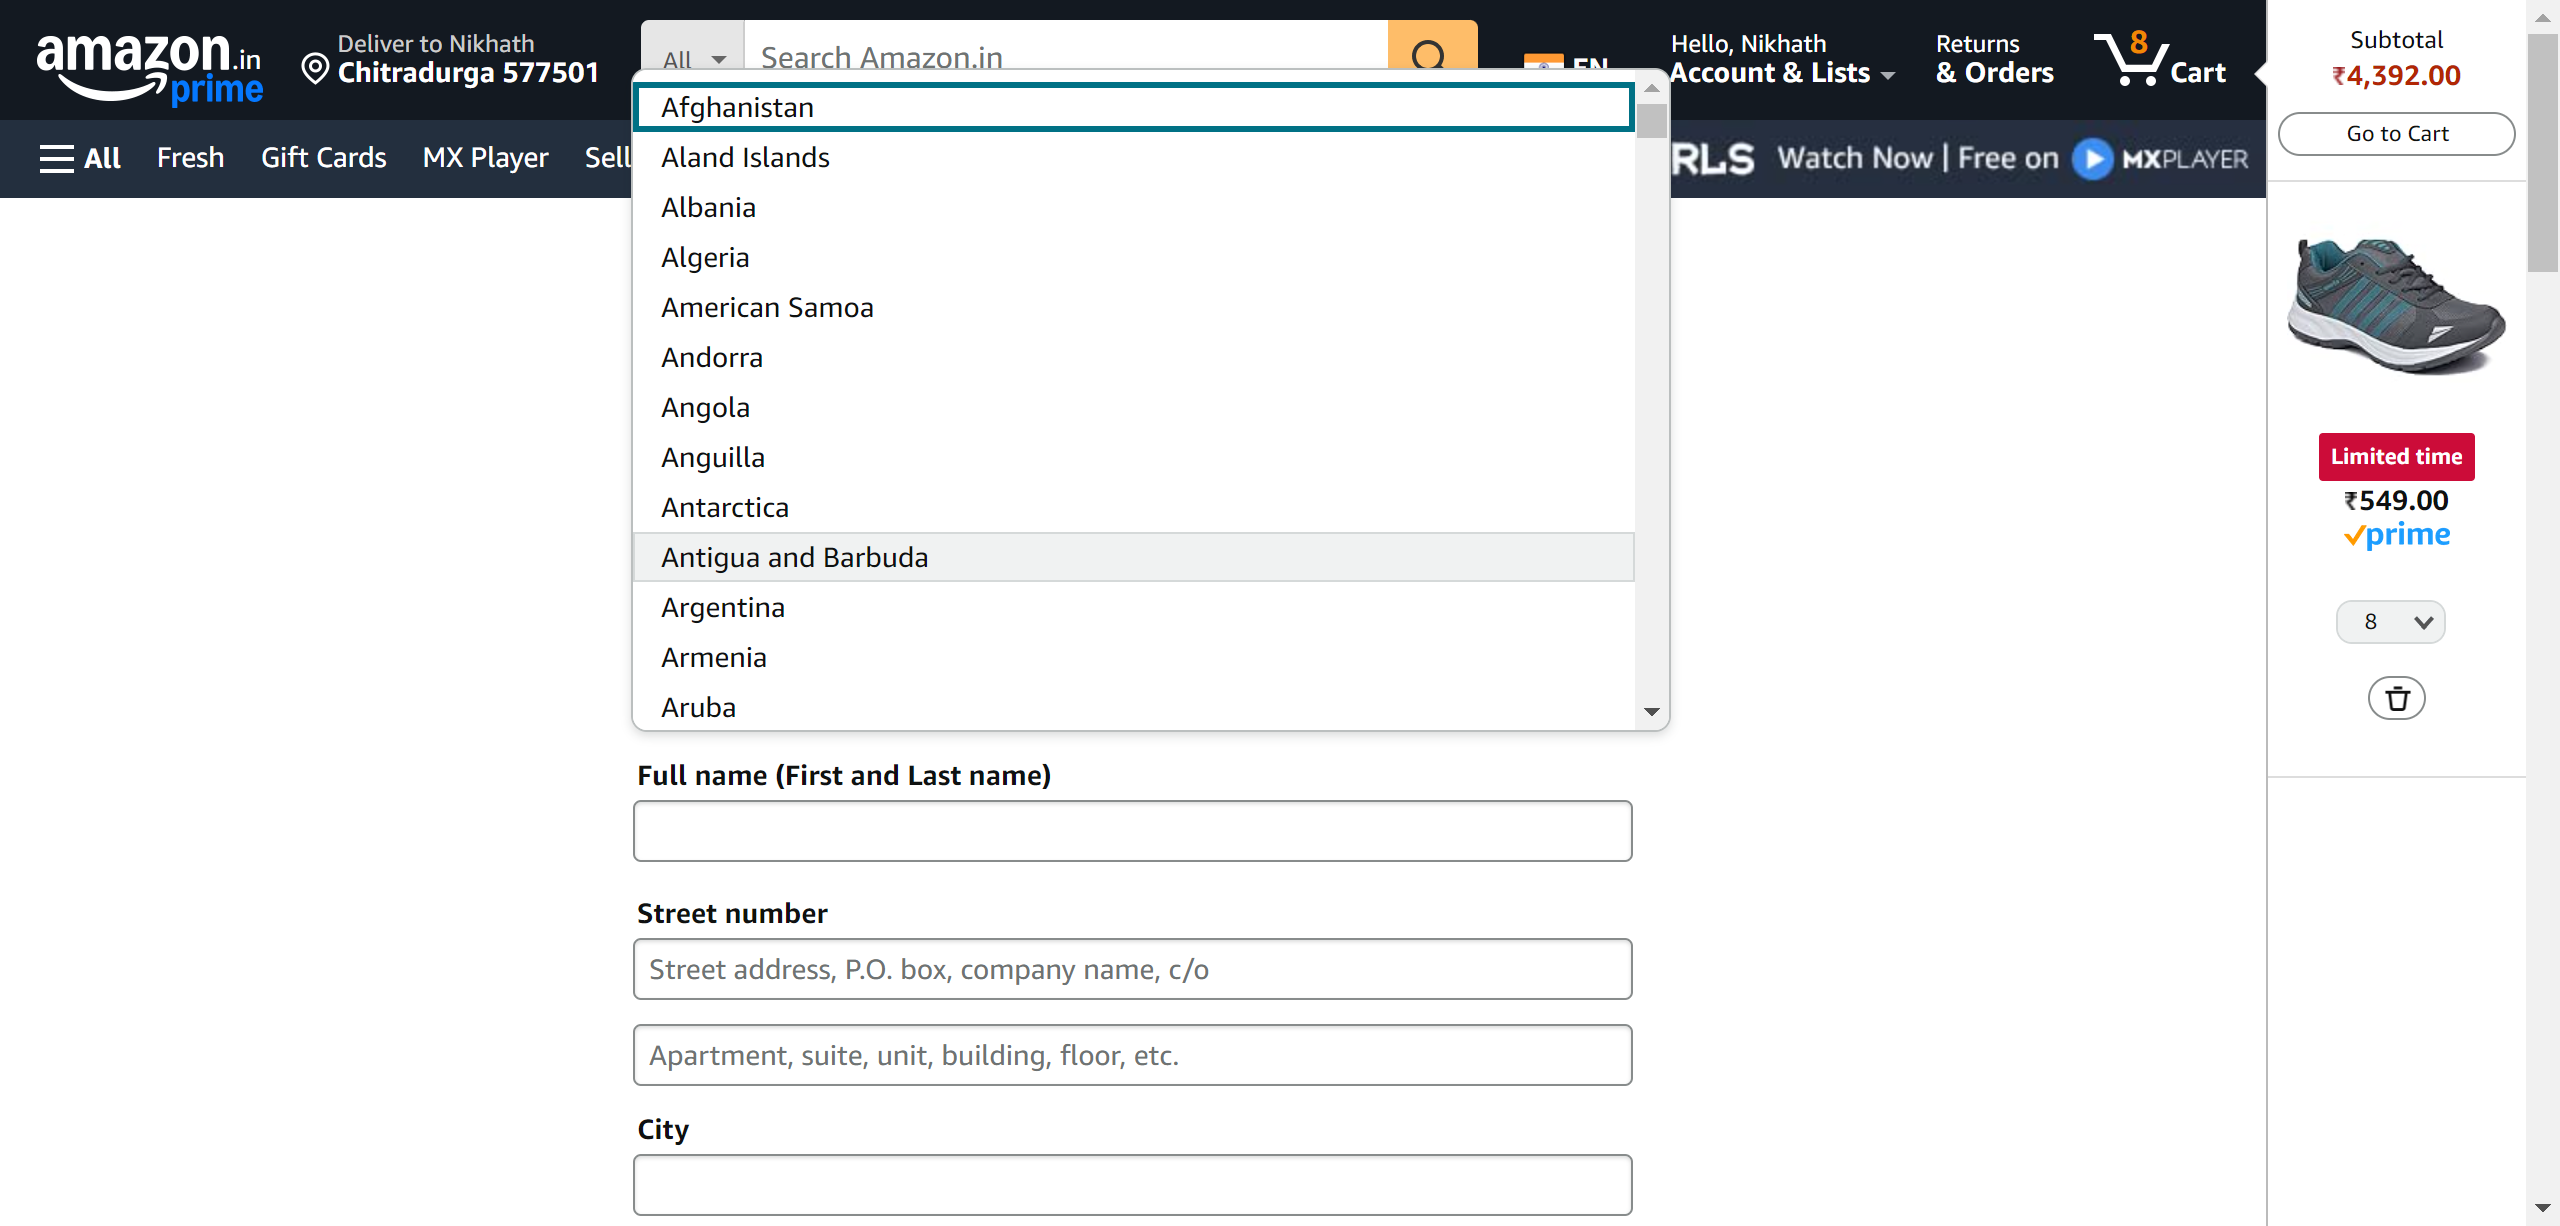 amazon.in
prime
Deliver to Nikhath
Chitradurga 577501
All
Search Amazon.in
EN
Hello, Nikhath
Account & Lists
Returns
& Orders
8
Cart
All
Fresh
Gift Cards
MX Player
Sell
RLS
Watch Now | Free on
MXPLAYER
Afghanistan
Aland Islands
Albania
Algeria
American Samoa
Andorra
Angola
Anguilla
Antarctica
Antigua and Barbuda
Argentina
Armenia
Aruba
Full name (First and Last name)
Street number
Street address, P.O. box, company name, c/o
Apartment, suite, unit, building, floor, etc.
City
Subtotal
₹4,392.00
Go to Cart
Limited time
₹549.00
prime
8